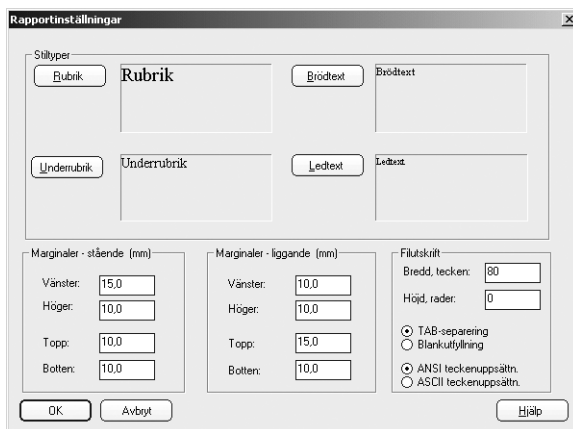 Rapportinställningar
Stiltyper
Rubrik Rubrik Brödtext Brödtext
Underrubrik Underrubrik Ledtext Ledtext
Marginaler - stående (mm)
Vänster: 15,0
Höger: 10,0
Topp: 10,0
Botten: 10,0
Marginaler - liggande (mm)
Vänster: 10,0
Höger: 10,0
Topp: 15,0
Botten: 10,0
Filutskrift
Bredd, tecken: 80
Höjd, rader: 0
TAB-separering
Blankutfyllning
ANSI teckenuppsättn.
ASCII teckenuppsättn.
OK Avbryt Hjälp